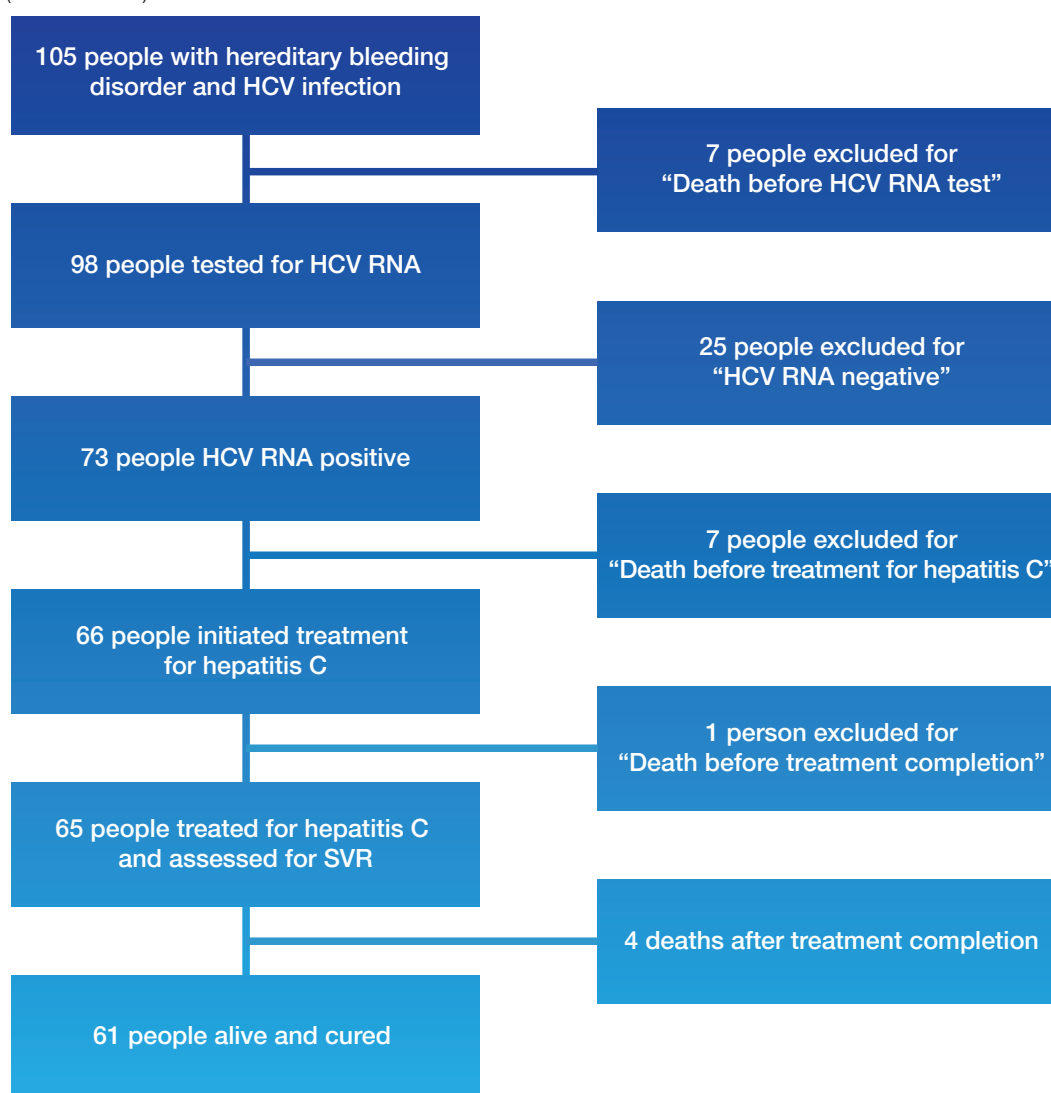 105 people with hereditary bleeding
disorder and HCV infection
7 people excluded for
“Death before HCV RNA test”
98 people tested for HCV RNA
25 people excluded for
“HCV RNA negative”
73 people HCV RNA positive
7 people excluded for
“Death before treatment for hepatitis C”
66 people initiated treatment
for hepatitis C
1 person excluded for
“Death before treatment completion”
65 people treated for hepatitis C
and assessed for SVR
4 deaths after treatment completion
61 people alive and cured